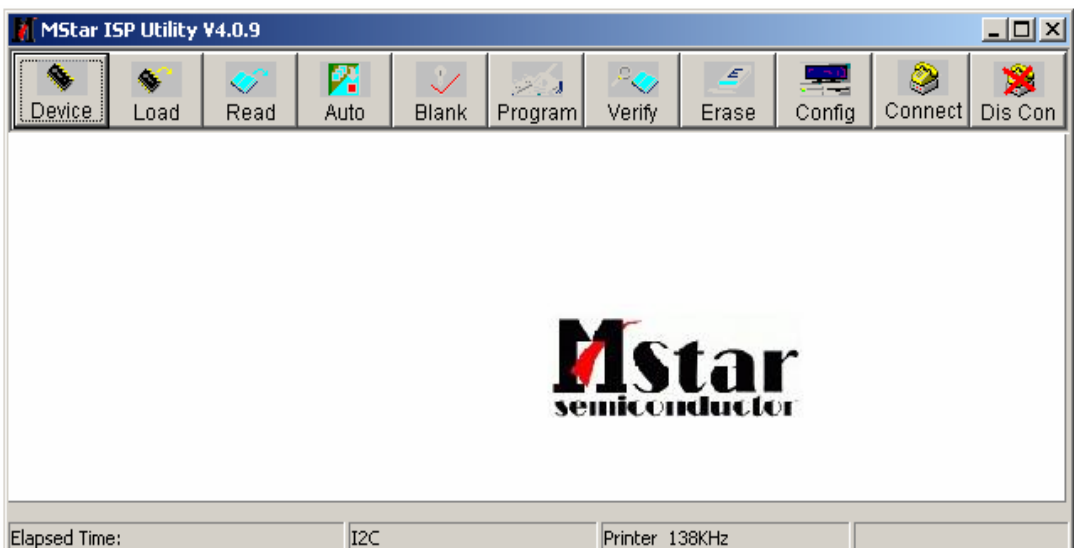 MStar ISP Utility V4.0.9
Device Load Read Auto Blank Program Verify Erase Config Connect Dis Con
MStar
semiconductor
Elapsed Time: I2C Printer 138KHz